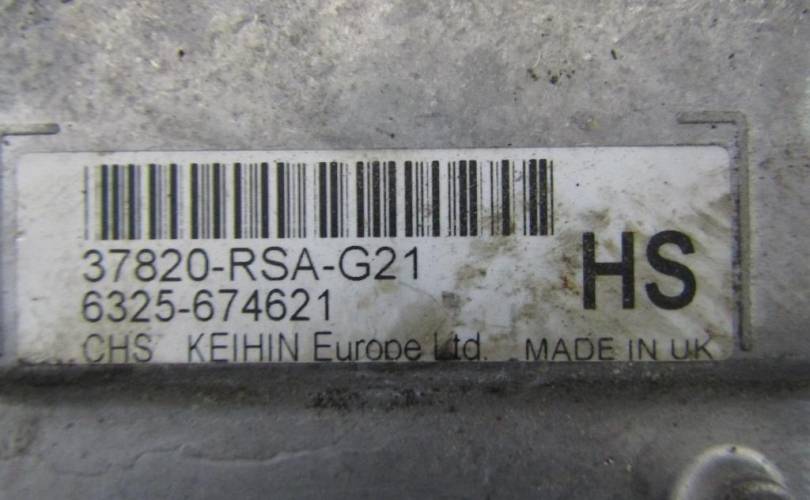 37820-RSA-G21
6325-674621
HS
CHS KEIHIN Europe Ltd. MADE IN UK